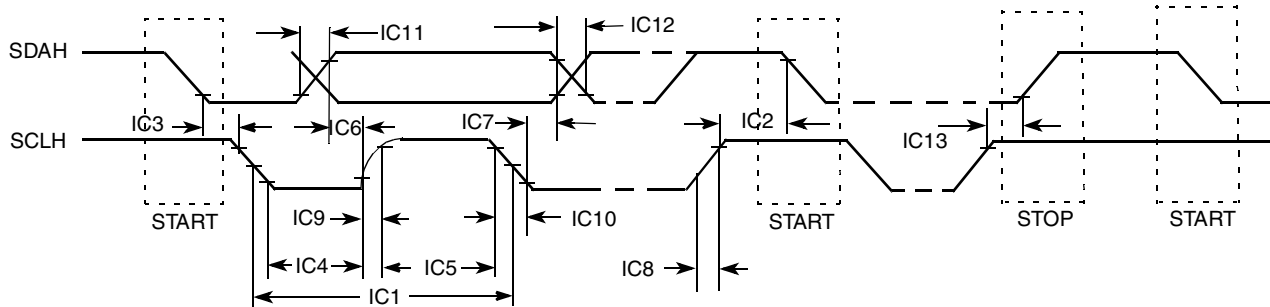 IC11
IC12
SDAH
IC3
IC6
IC7
IC2
IC13
SCLH
START
IC9
IC10
START
STOP
START
IC4
IC5
IC8
IC1